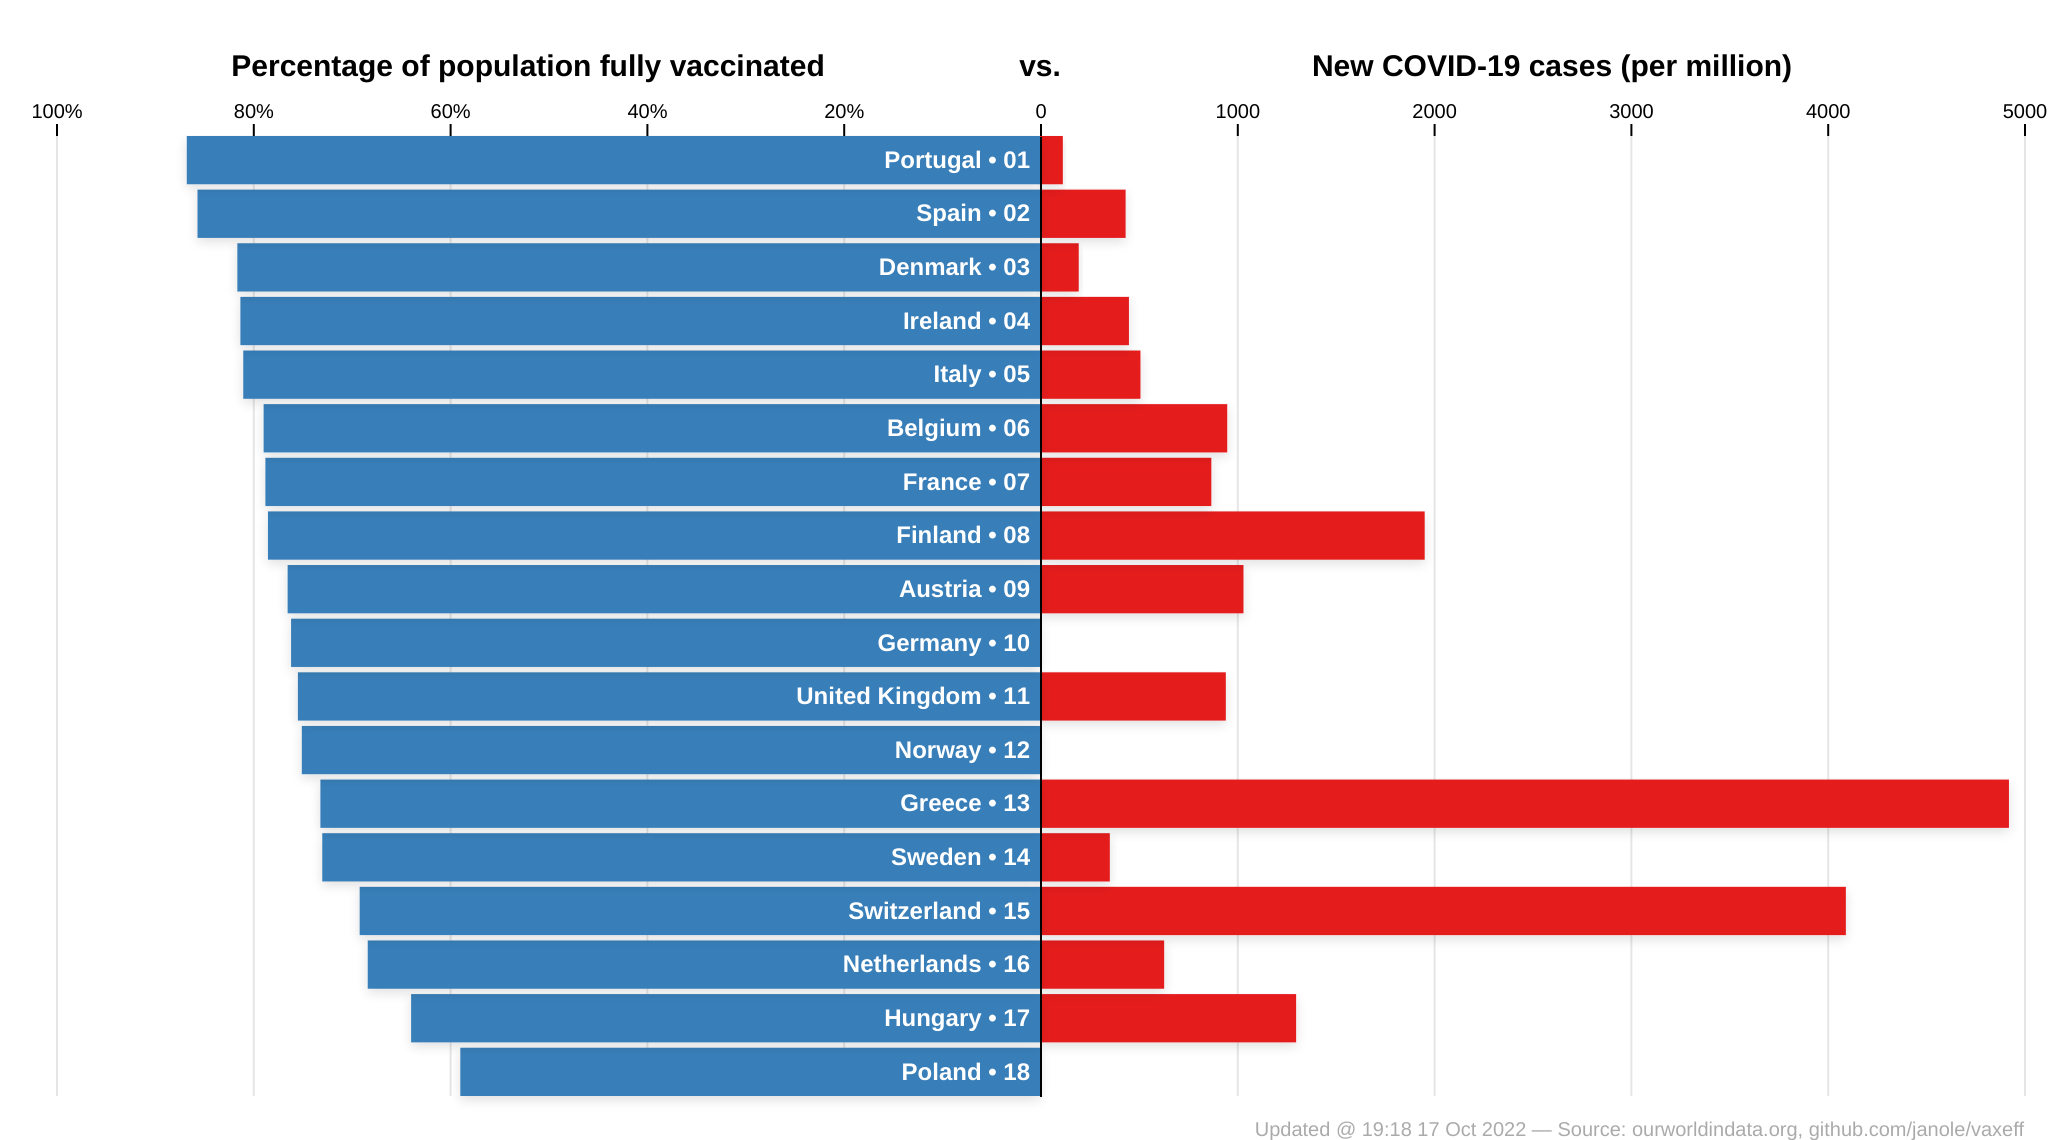 Percentage of population fully vaccinated vs. New COVID-19 cases (per million)
100% 80% 60% 40% 20% 0 1000 2000 3000 4000 5000
Portugal • 01
Spain • 02
Denmark • 03
Ireland • 04
Italy • 05
Belgium • 06
France • 07
Finland • 08
Austria • 09
Germany • 10
United Kingdom • 11
Norway • 12
Greece • 13
Sweden • 14
Switzerland • 15
Netherlands • 16
Hungary • 17
Poland • 18
Updated @ 19:18 17 Oct 2022 — Source: ourworldindata.org, github.com/janole/vaxeff